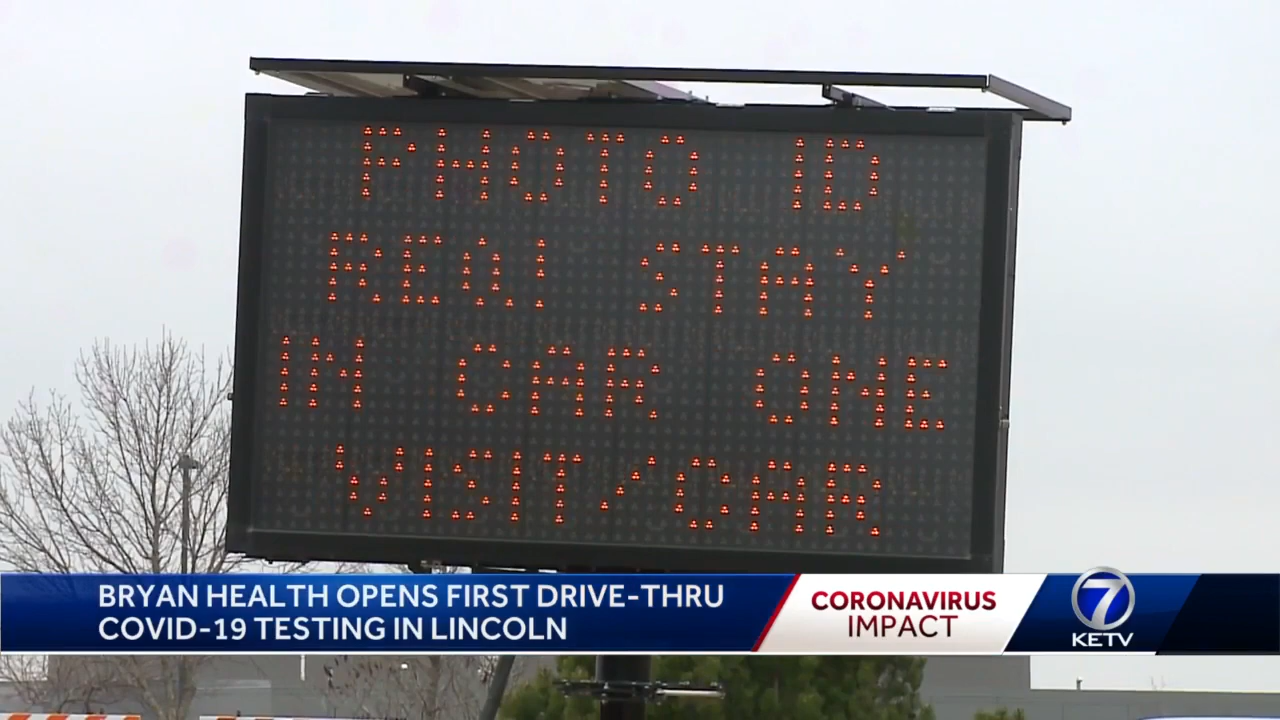 PHOTO ID
REQ! STAY
IN CAR ONE
VISIT/CAR
BRYAN HEALTH OPENS FIRST DRIVE-THRU
COVID-19 TESTING IN LINCOLN
CORONAVIRUS
IMPACT
7
KETV